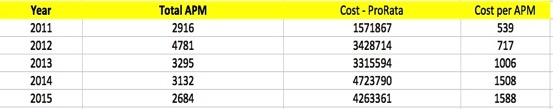 Year Total APM Cost - ProRata Cost per APM
2011 2916 1571867 539
2012 4781 3428714 717
2013 3295 3315594 1006
2014 3132 4723790 1508
2015 2684 4263361 1588